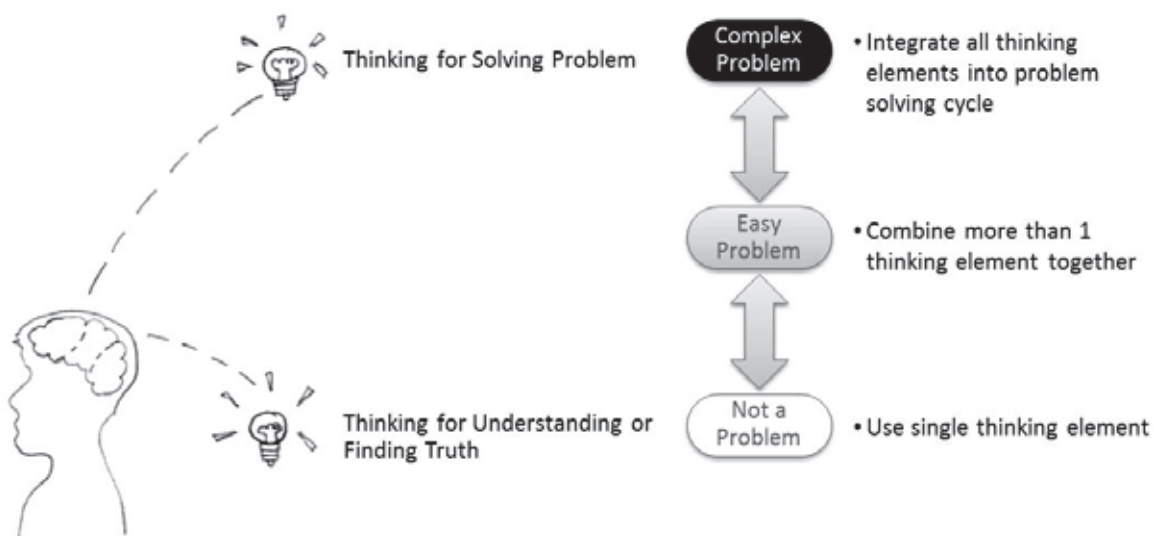 Thinking for Solving Problem
Complex
Problem
• Integrate all thinking
elements into problem
solving cycle
Easy
Problem
• Combine more than 1
thinking element together
Thinking for Understanding or
Finding Truth
Not a
Problem
• Use single thinking element